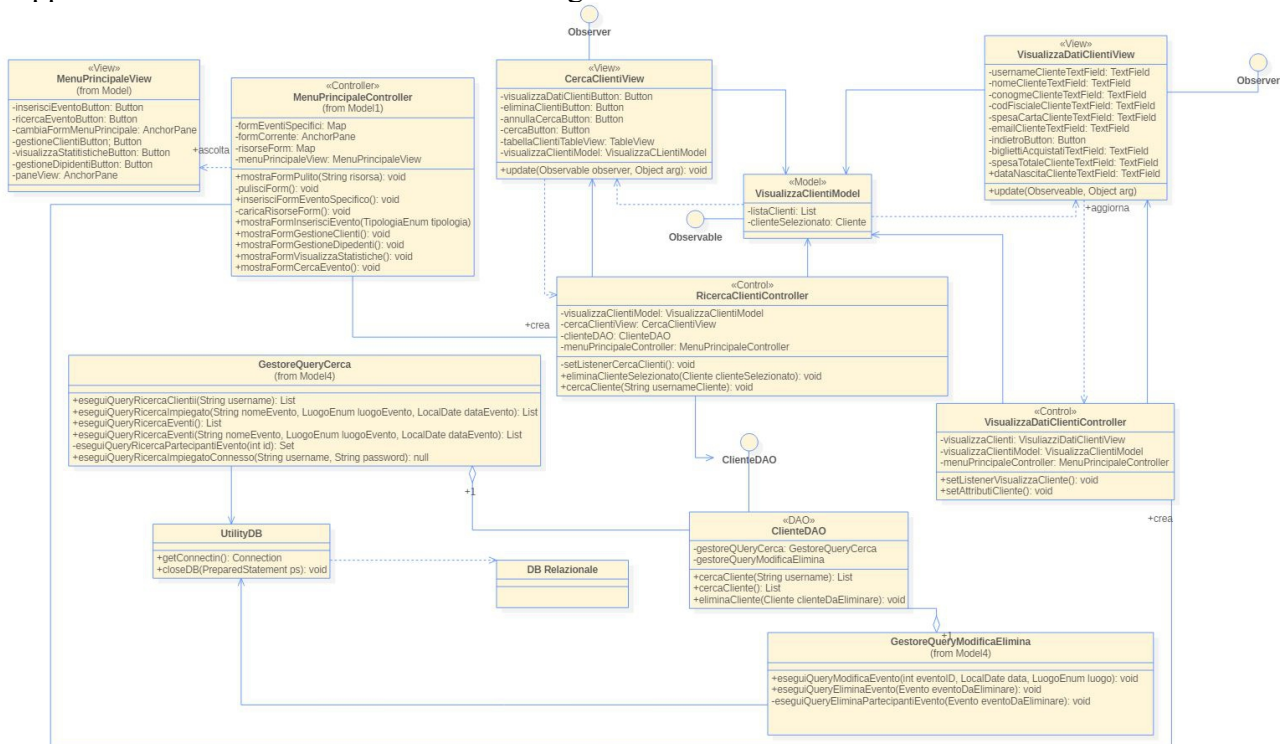 Observer
«View»
MenuPrincipaleView
(from Model)
-inserisciEventoButton: Button
-ricercaEventoButton: Button
-cambiaFormMenuPrincipale: AnchorPane
-gestioneClientiButton; Button
-visualizzaStatitisticheButton: Button
-gestioneDipidentiButton: Button
-paneView: AnchorPane
+ascolta
«Controller»
MenuPrincipaleController
(from Model1)
-formEventiSpecifici: Map
-formCorrente: AnchorPane
-risorseForm: Map
-menuPrincipaleView: MenuPrincipaleView
+mostraFormPulito(String risorsa): void
-pulisciForm(): void
+inserisciFormEventoSpecifico(): void
-caricaRisorseForm(): void
+mostraFormInserisciEvento(TipologiaEnum tipologia)
+mostraFormGestioneClienti(): void
+mostraFormGestioneDipedenti(): void
+mostraFormVisualizzaStatistiche(): void
+mostraFormCercaEvento(): void
«View»
CercaClientiView
-visualizzaDatiClientiButton: Button
-eliminaClientiButton: Button
-annullaCercaButton: Button
-cercaButton: Button
-tabellaClientiTableView: TableView
-visualizzaClientiModel: VisualizzaCLientiModel
+update(Observable observer, Object arg): void
«View»
VisualizzaDatiClientiView
-usernameClienteTextField: TextField
-nomeClienteTextField: TextField
-conogmeClienteTextField: TextField
-codFiscialeClienteTextField: TextField
-spesaCartaClienteTextField: TextField
-emailClienteTextField: TextField
-indietroButton: Button
-bigliettiAcquistatiTextField: TextField
-spesaTotaleClienteTextField: TextField
+dataNascitaClienteTextField: TextField
+update(Observeable, Object arg)
Observer
+aggiorna
«Model»
VisualizzaClientiModel
-listaClienti: List
-clienteSelezionato: Cliente
Observable
«Control»
RicercaClientiController
-visualizzaClientiModel: VisualizzaClientiModel
-cercaClientiView: CercaClientiView
-clienteDAO: ClienteDAO
-menuPrincipaleController: MenuPrincipaleController
-setListenerCercaClienti(): void
+eliminaClienteSelezionato(Cliente clienteSelezionato): void
+cercaCliente(String usernameCliente): void
+crea
GestoreQueryCerca
(from Model4)
+eseguiQueryRicercaClientii(String username): List
+eseguiQueryRicercaImpiegato(String nomeEvento, LuogoEnum luogoEvento, LocalDate dataEvento): List
+eseguiQueryRicercaEventi(): List
+eseguiQueryRicercaEventi(String nomeEvento, LuogoEnum luogoEvento, LocalDate dataEvento): List
-eseguiQueryRicercaPartecipantiEvento(int id): Set
+eseguiQueryRicercaImpiegatoConnesso(String username, String password): null
+1
«Control»
VisualizzaDatiClientiController
-visualizzaClienti: VisuliazziDatiClientiView
-visualizzaClientiModel: VisualizzaClientiModel
-menuPrincipaleController: MenuPrincipaleController
+setListenerVisualizzaCliente(): void
+setAttributiCliente(): void
+crea
ClienteDAO
«DAO»
ClienteDAO
-gestoreQUeryCerca: GestoreQueryCerca
-gestoreQueryModificaElimina
+cercaCliente(String username): List
+cercaCliente(): List
+eliminaCliente(Cliente clienteDaEliminare): void
UtilityDB
+getConnectin(): Connection
+closeDB(PreparedStatement ps): void
DB Relazionale
+1
GestoreQueryModificaElimina
(from Model4)
+eseguiQueryModificaEvento(int eventoID, LocalDate data, LuogoEnum luogo): void
+eseguiQueryEliminaEvento(Evento eventoDaEliminare): void
-eseguiQueryEliminaPartecipantiEvento(Evento eventoDaEliminare): void